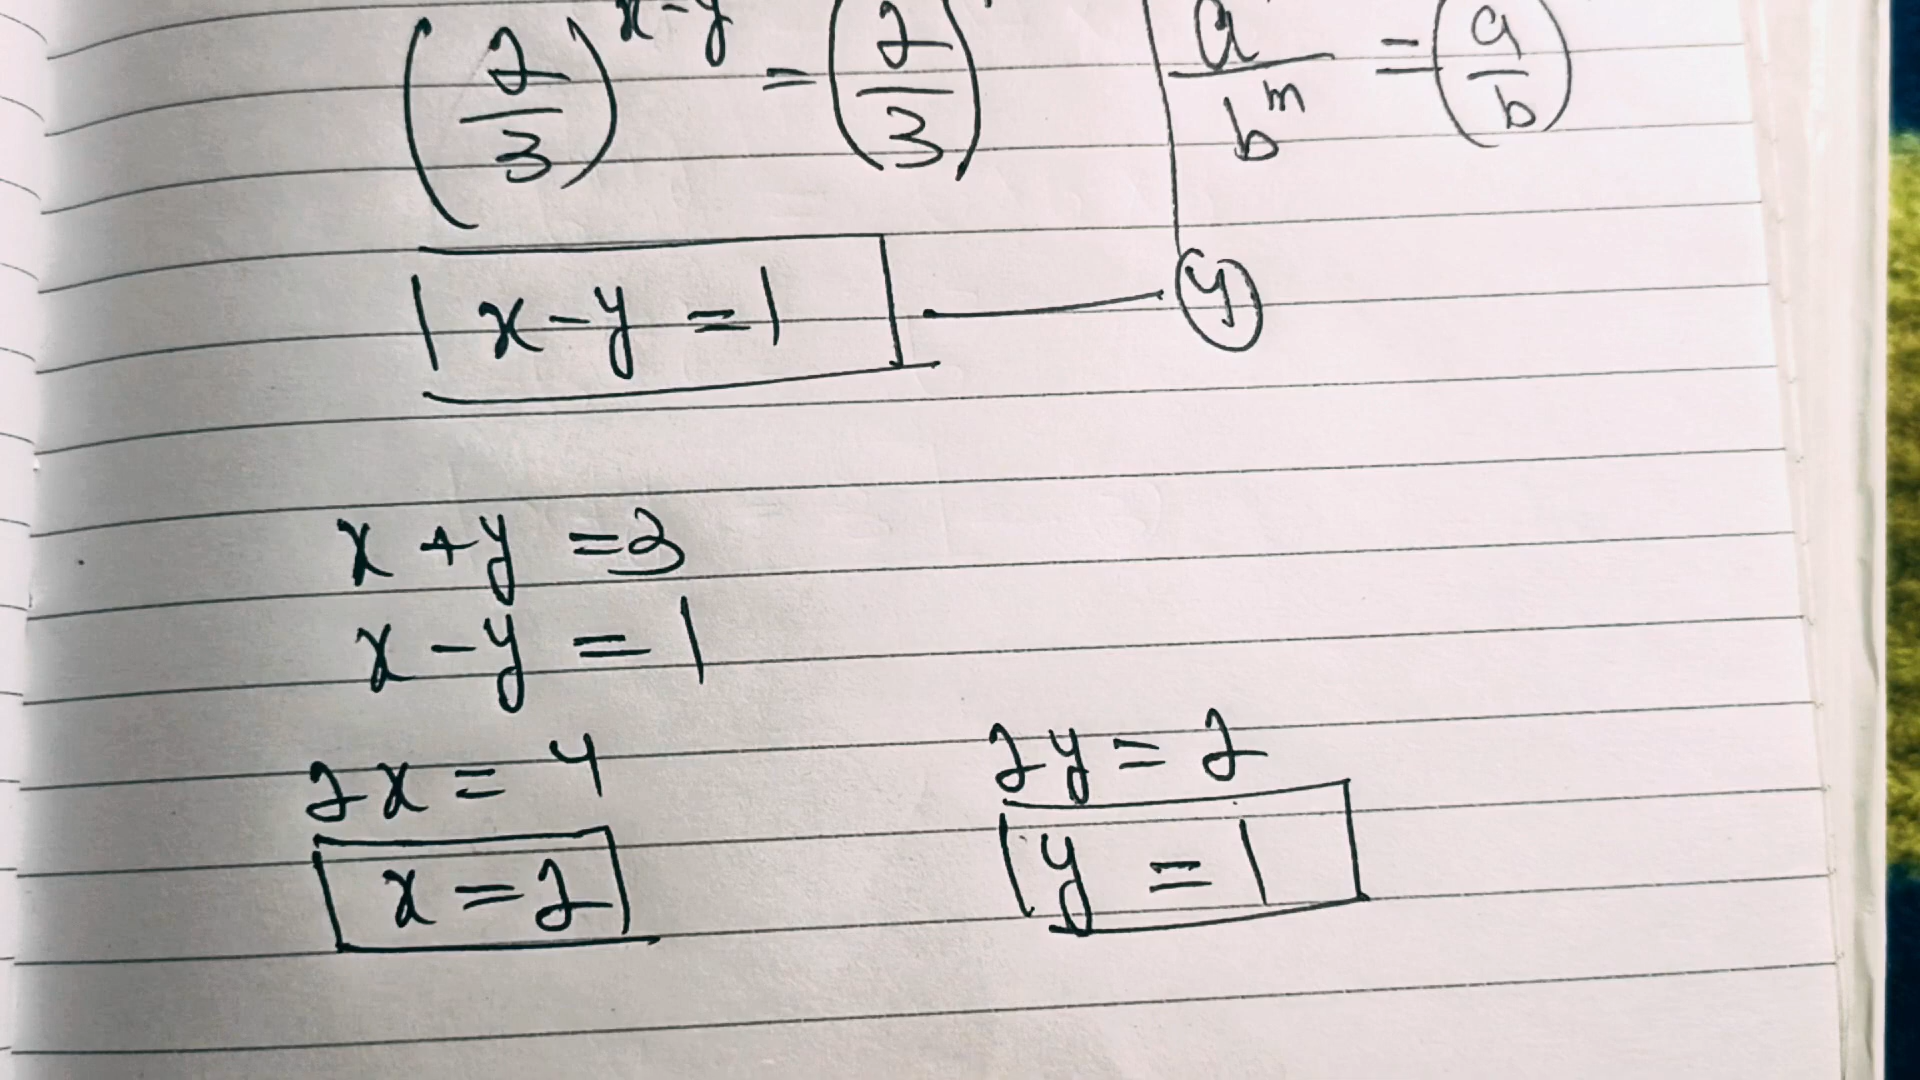 (2/3)^{x-y} = (2/3) a/b^m = (a/b)
x-y = 1 y
x+y =3
x-y = 1
2x = 4 2y = 2
x = 2 y = 1